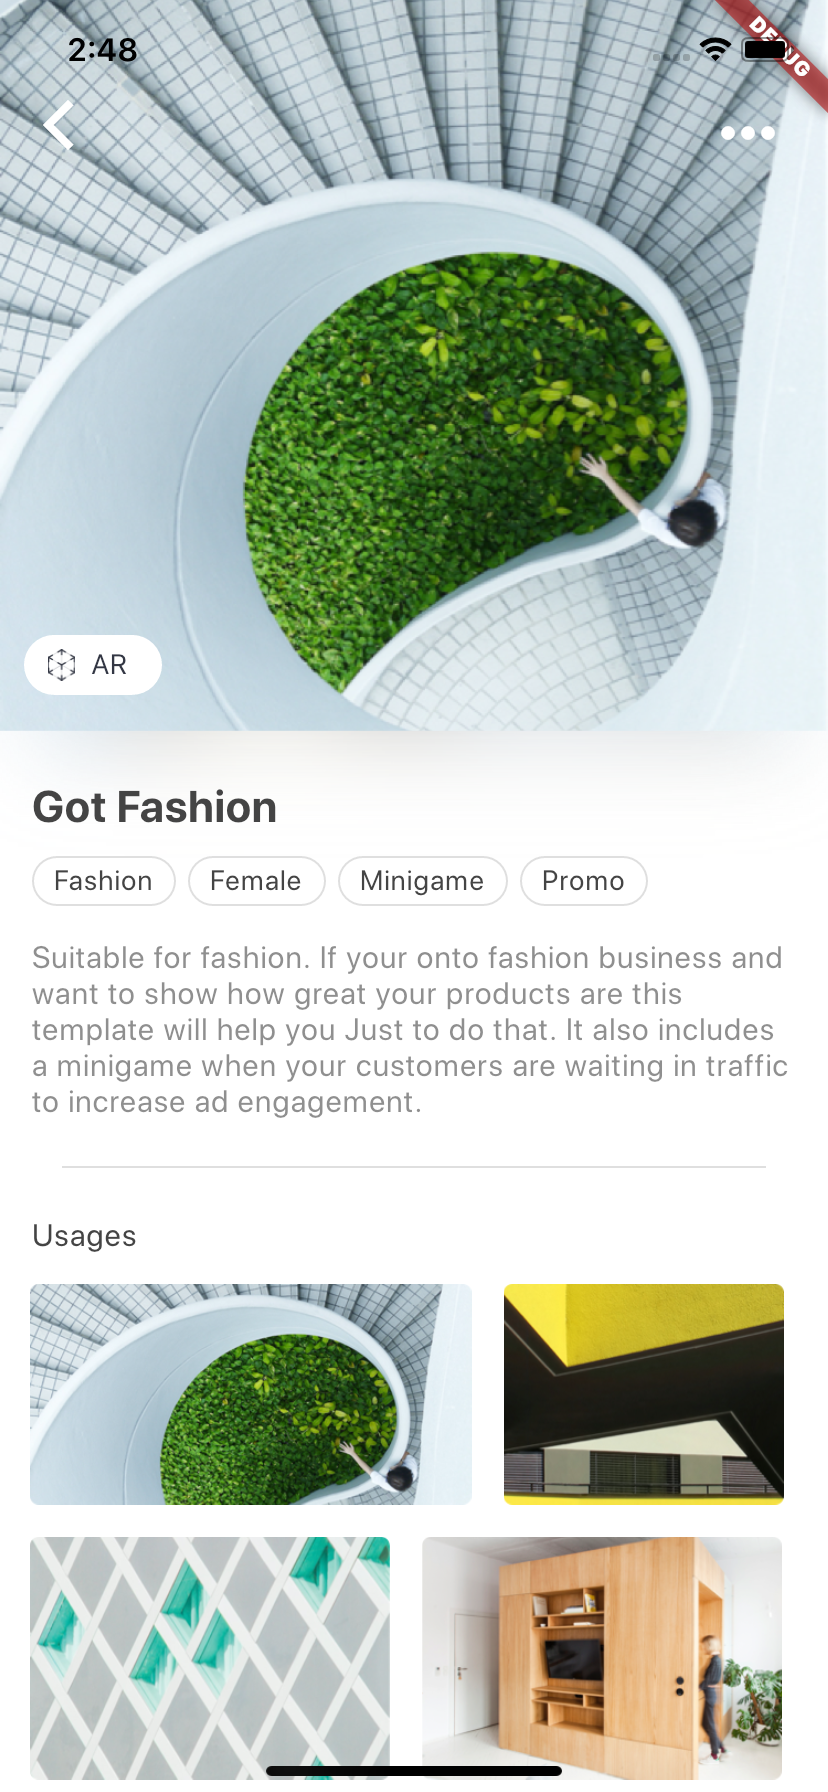 2:48
DEBUG
AR
Got Fashion
Fashion Female Minigame Promo
Suitable for fashion. If your onto fashion business and
want to show how great your products are this
template will help you Just to do that. It also includes
a minigame when your customers are waiting in traffic
to increase ad engagement.
Usages